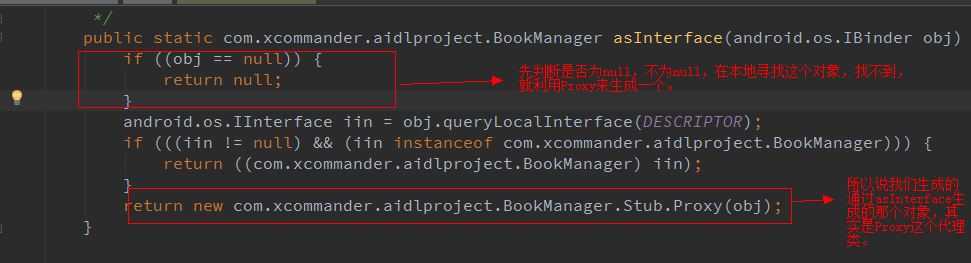 */
public static com.xcommander.aidlproject.BookManager asInterface(android.os.IBinder obj)
if ((obj == null)) {
return null;
}
先判断是否为null,不为null,在本地寻找这个对象,找不到,
就利用Proxy来生成一个。
android.os.IInterface iin = obj.queryLocalInterface(DESCRIPTOR);
if (((iin != null) && (iin instanceof com.xcommander.aidlproject.BookManager))) {
return ((com.xcommander.aidlproject.BookManager) iin);
}
return new com.xcommander.aidlproject.BookManager.Stub.Proxy(obj);
}
所以说我们生成的
通过asInterface生
成的那个对象,其
实是Proxy这个代理
类。